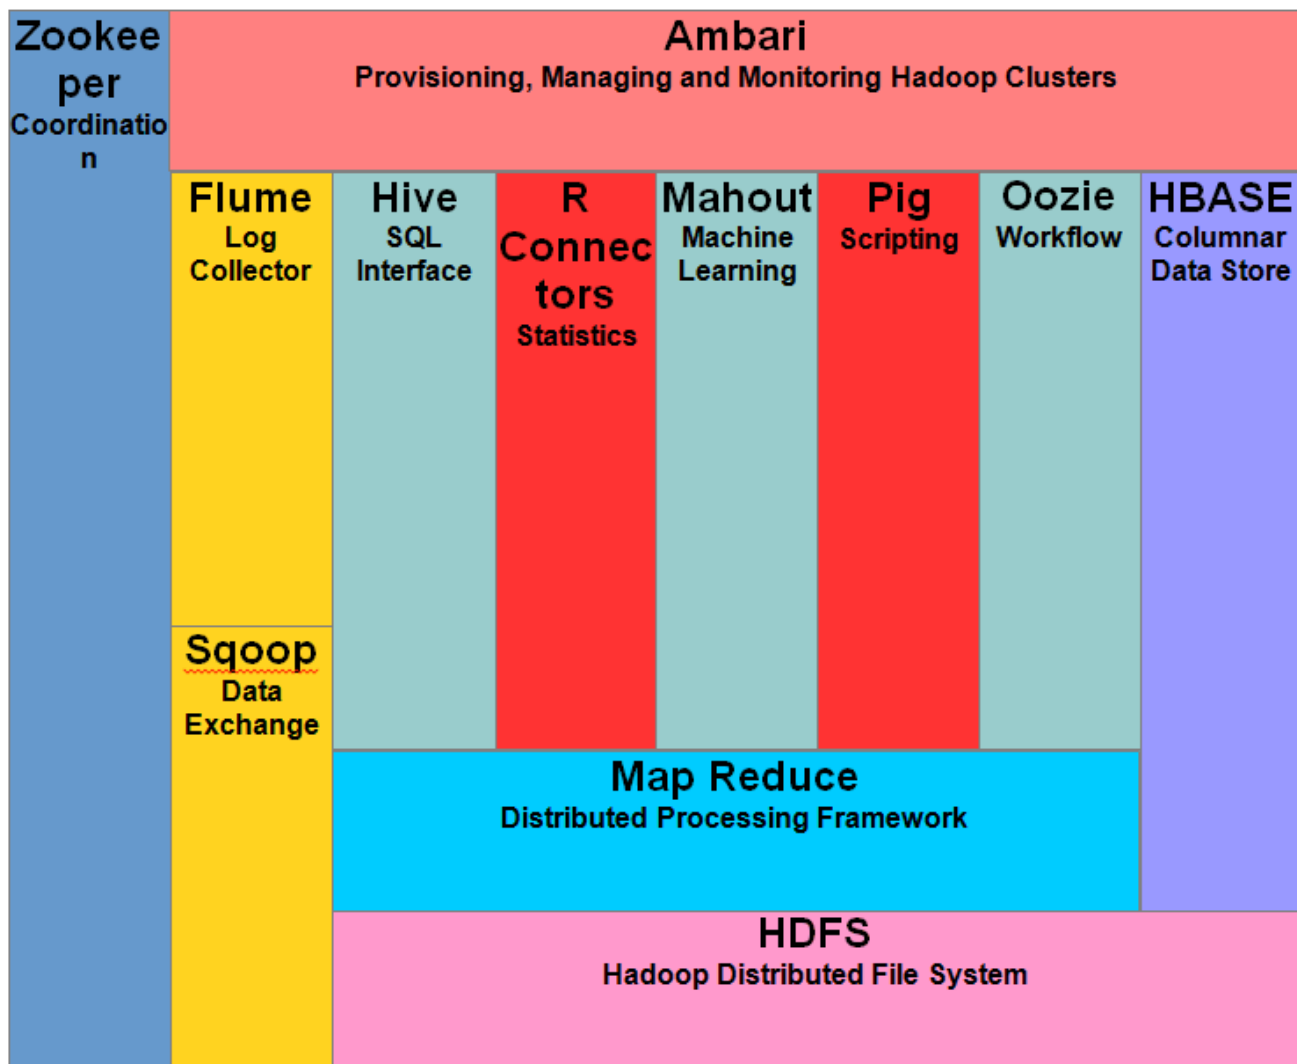 Zookee
per
Coordinatio
n
Ambari
Provisioning, Managing and Monitoring Hadoop Clusters
Flume
Log
Collector
Hive
SQL
Interface
R
Connec
tors
Statistics
Mahout
Machine
Learning
Pig
Scripting
Oozie
Workflow
HBASE
Columnar
Data Store
Sqoop
Data
Exchange
Map Reduce
Distributed Processing Framework
HDFS
Hadoop Distributed File System